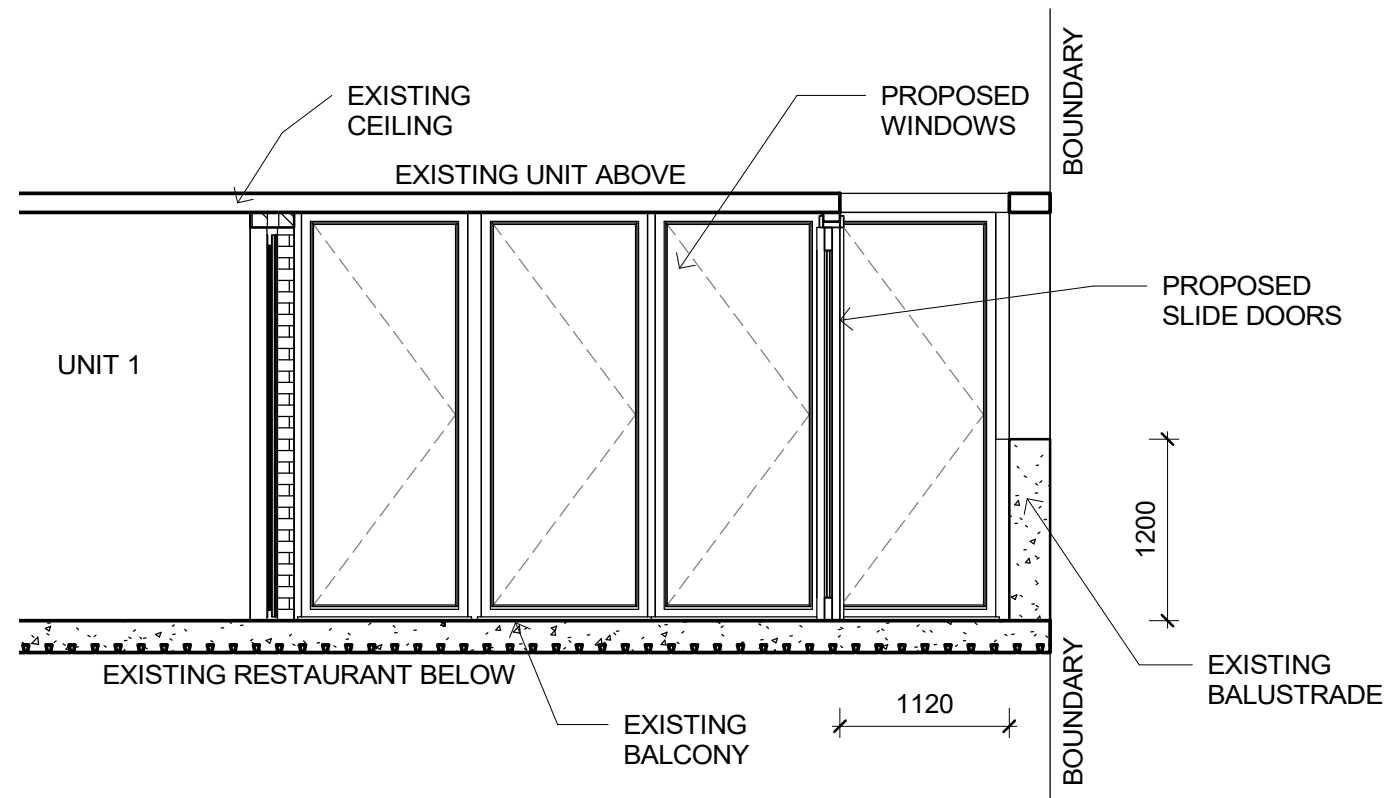 BOUNDARY
EXISTING
CEILING
PROPOSED
WINDOWS
EXISTING UNIT ABOVE
PROPOSED
SLIDE DOORS
UNIT 1
1200
EXISTING RESTAURANT BELOW
EXISTING
BALUSTRADE
1120
EXISTING
BALCONY
BOUNDARY